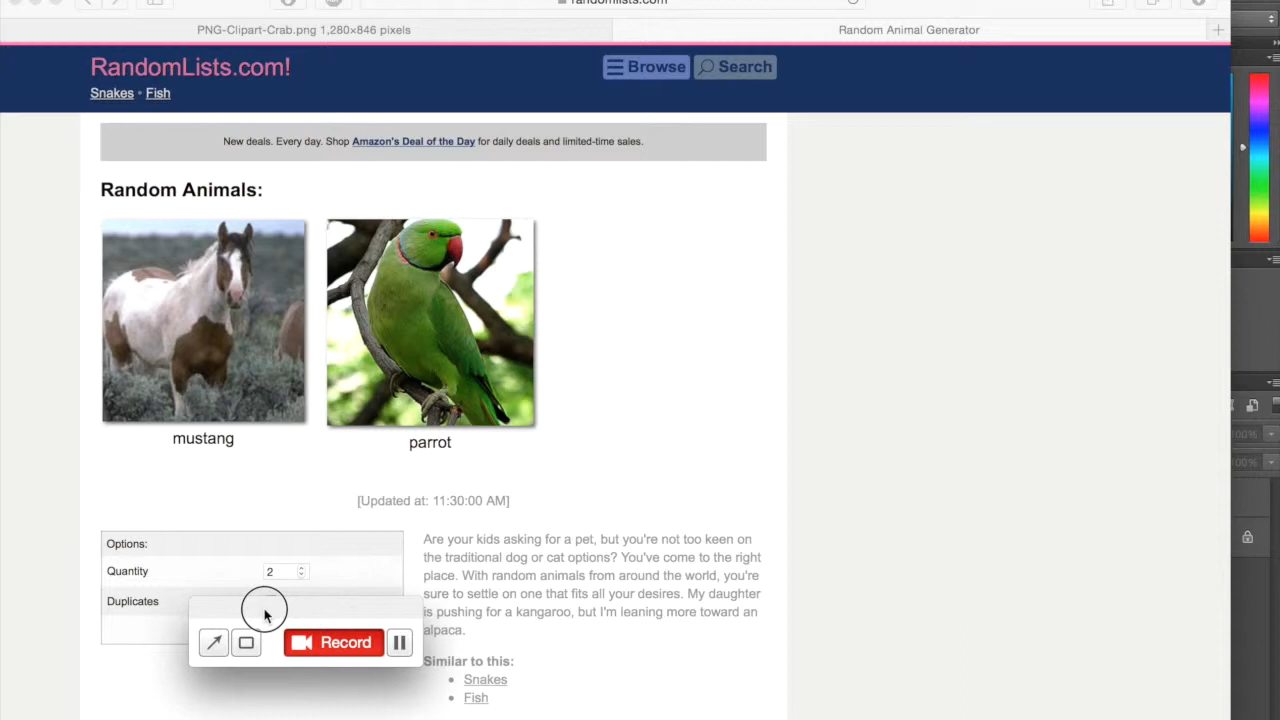 randomlists.com
PNG-Clipart-Crab.png 1,280×846 pixels
Random Animal Generator
RandomLists.com!
Browse
Search
Snakes • Fish
New deals. Every day. Shop Amazon's Deal of the Day for daily deals and limited-time sales.
Random Animals:
mustang
parrot
[Updated at: 11:30:00 AM]
Options:
Quantity
2
Duplicates
Record
Are your kids asking for a pet, but you're not too keen on
the traditional dog or cat options? You've come to the right
place. With random animals from around the world, you're
sure to settle on one that fits all your desires. My daughter
is pushing for a kangaroo, but I'm leaning more toward an
alpaca.
Similar to this:
• Snakes
• Fish
100%
100%